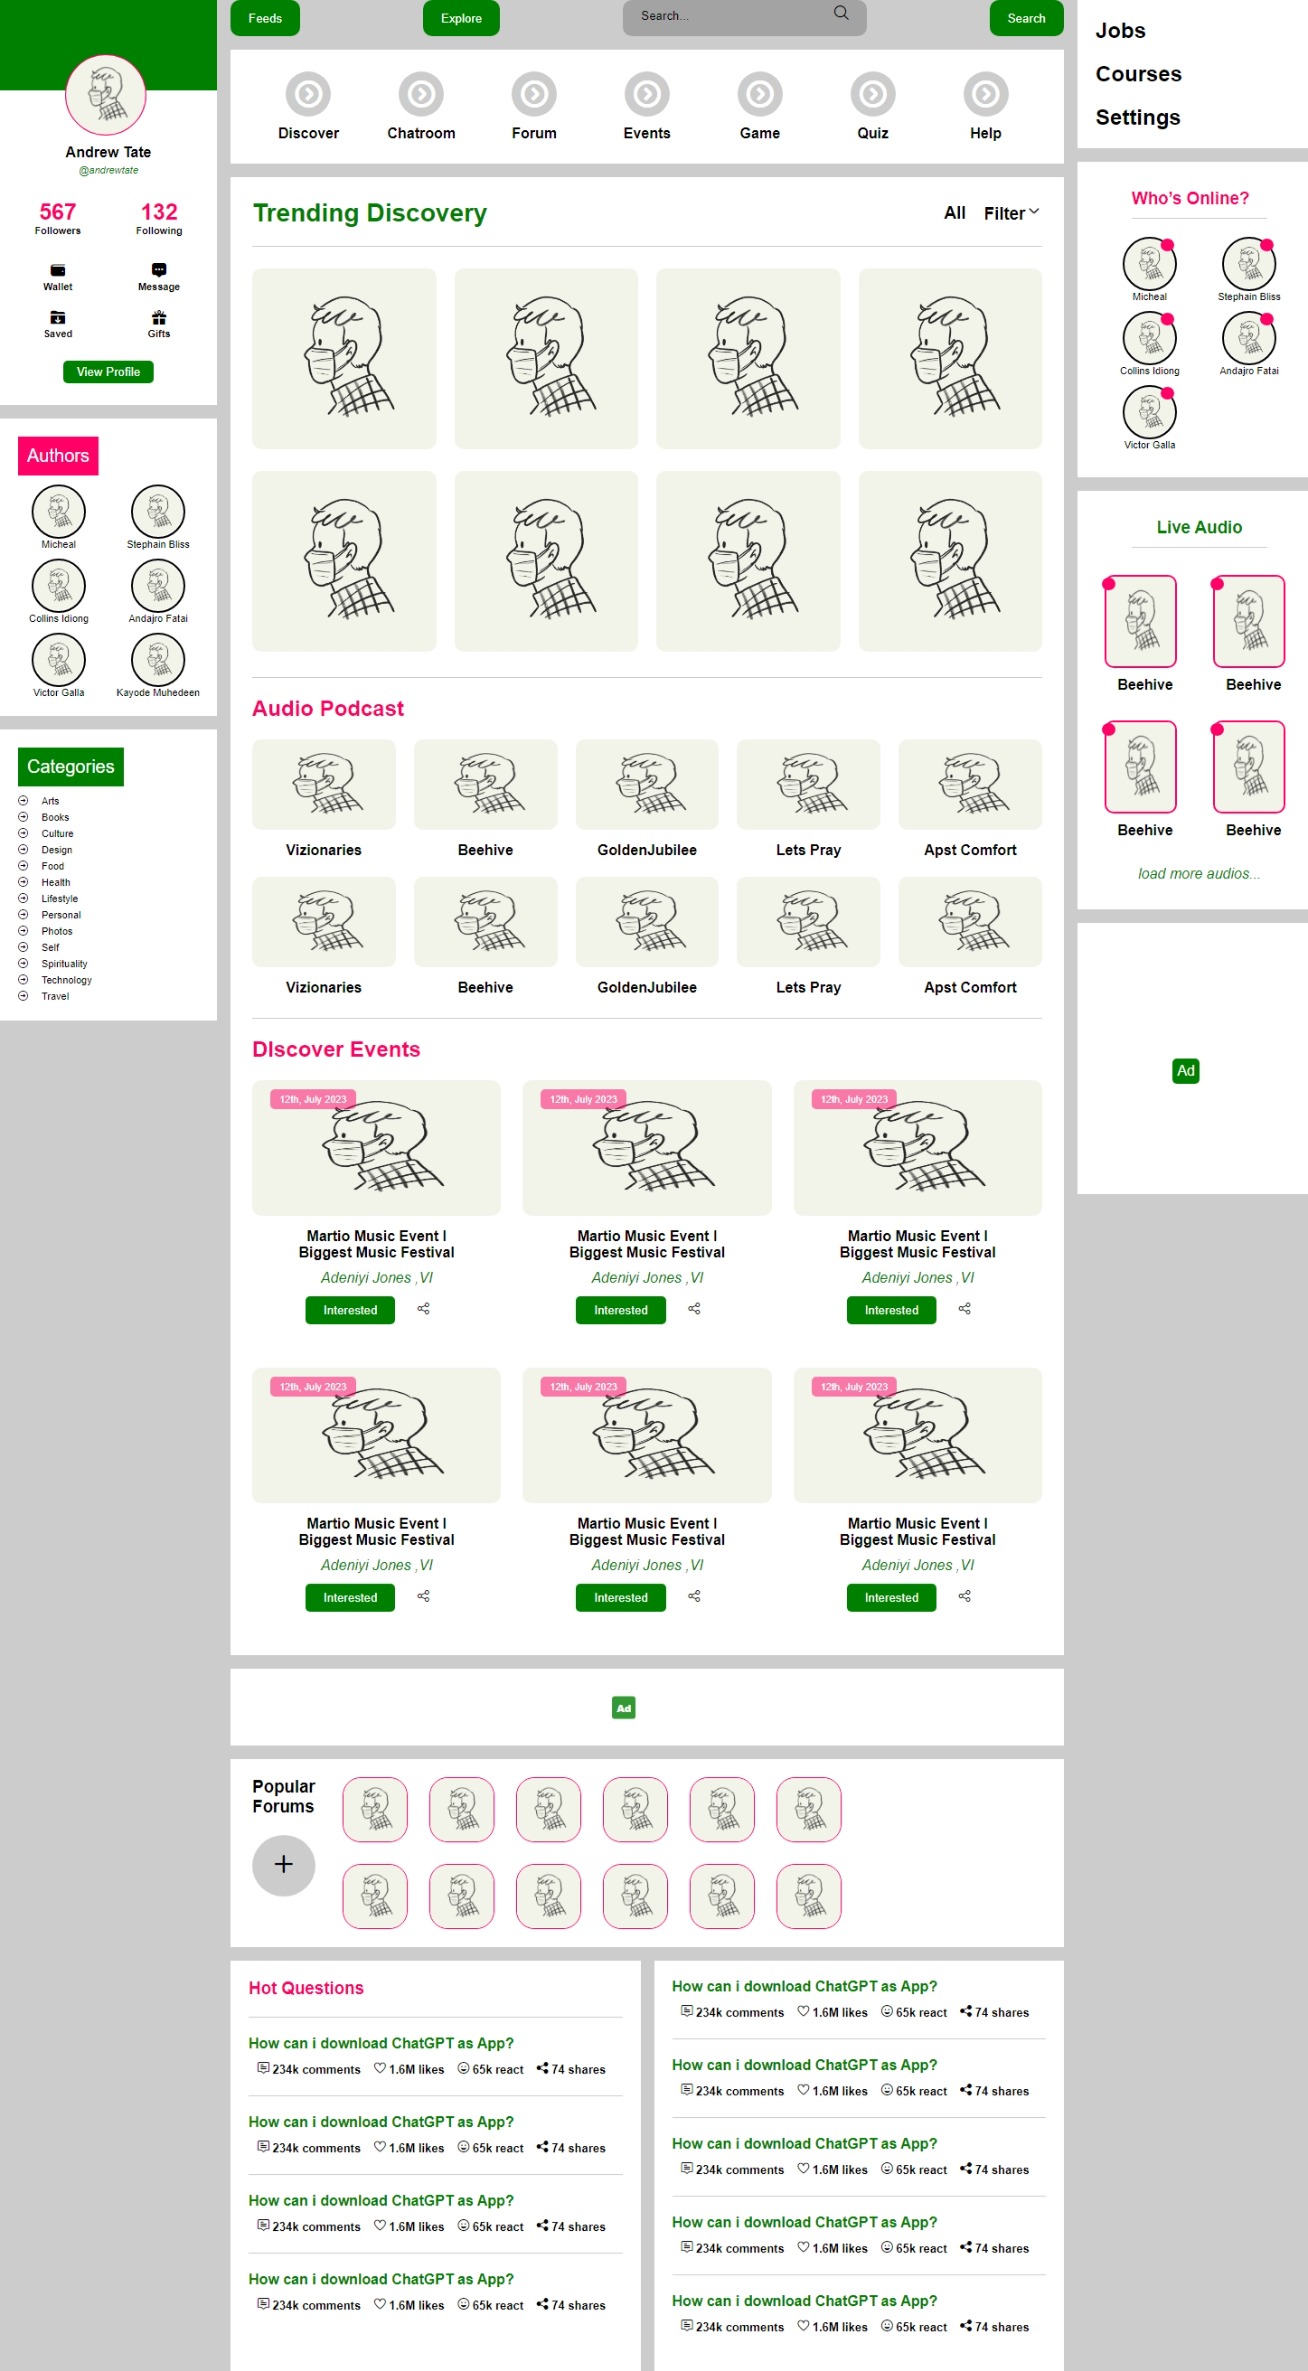 Andrew Tate
@andrewtate
567
Followers
132
Following
Wallet
Message
Saved
Gifts
View Profile
Authors
Micheal
Stephain Bliss
Collins Idiong
Andajro Fatai
Victor Galla
Kayode Muhedeen
Categories
Arts
Books
Culture
Design
Food
Health
Lifestyle
Personal
Photos
Self
Spirituality
Technology
Travel
Feeds
Explore
Search...
Search
Discover
Chatroom
Forum
Events
Game
Quiz
Help
Trending Discovery
All
Filter
Audio Podcast
Vizionaries
Beehive
GoldenJubilee
Lets Pray
Apst Comfort
Vizionaries
Beehive
GoldenJubilee
Lets Pray
Apst Comfort
DIscover Events
12th, July 2023
Martio Music Event |
Biggest Music Festival
Adeniyi Jones ,VI
Interested
12th, July 2023
Martio Music Event |
Biggest Music Festival
Adeniyi Jones ,VI
Interested
12th, July 2023
Martio Music Event |
Biggest Music Festival
Adeniyi Jones ,VI
Interested
12th, July 2023
Martio Music Event |
Biggest Music Festival
Adeniyi Jones ,VI
Interested
12th, July 2023
Martio Music Event |
Biggest Music Festival
Adeniyi Jones ,VI
Interested
12th, July 2023
Martio Music Event |
Biggest Music Festival
Adeniyi Jones ,VI
Interested
Ad
Popular
Forums
Hot Questions
How can i download ChatGPT as App?
234k comments 1.6M likes 65k react 74 shares
How can i download ChatGPT as App?
234k comments 1.6M likes 65k react 74 shares
How can i download ChatGPT as App?
234k comments 1.6M likes 65k react 74 shares
How can i download ChatGPT as App?
234k comments 1.6M likes 65k react 74 shares
How can i download ChatGPT as App?
234k comments 1.6M likes 65k react 74 shares
How can i download ChatGPT as App?
234k comments 1.6M likes 65k react 74 shares
How can i download ChatGPT as App?
234k comments 1.6M likes 65k react 74 shares
How can i download ChatGPT as App?
234k comments 1.6M likes 65k react 74 shares
How can i download ChatGPT as App?
234k comments 1.6M likes 65k react 74 shares
Jobs
Courses
Settings
Who's Online?
Micheal
Stephain Bliss
Collins Idiong
Andajro Fatai
Victor Galla
Live Audio
Beehive
Beehive
Beehive
Beehive
load more audios...
Ad